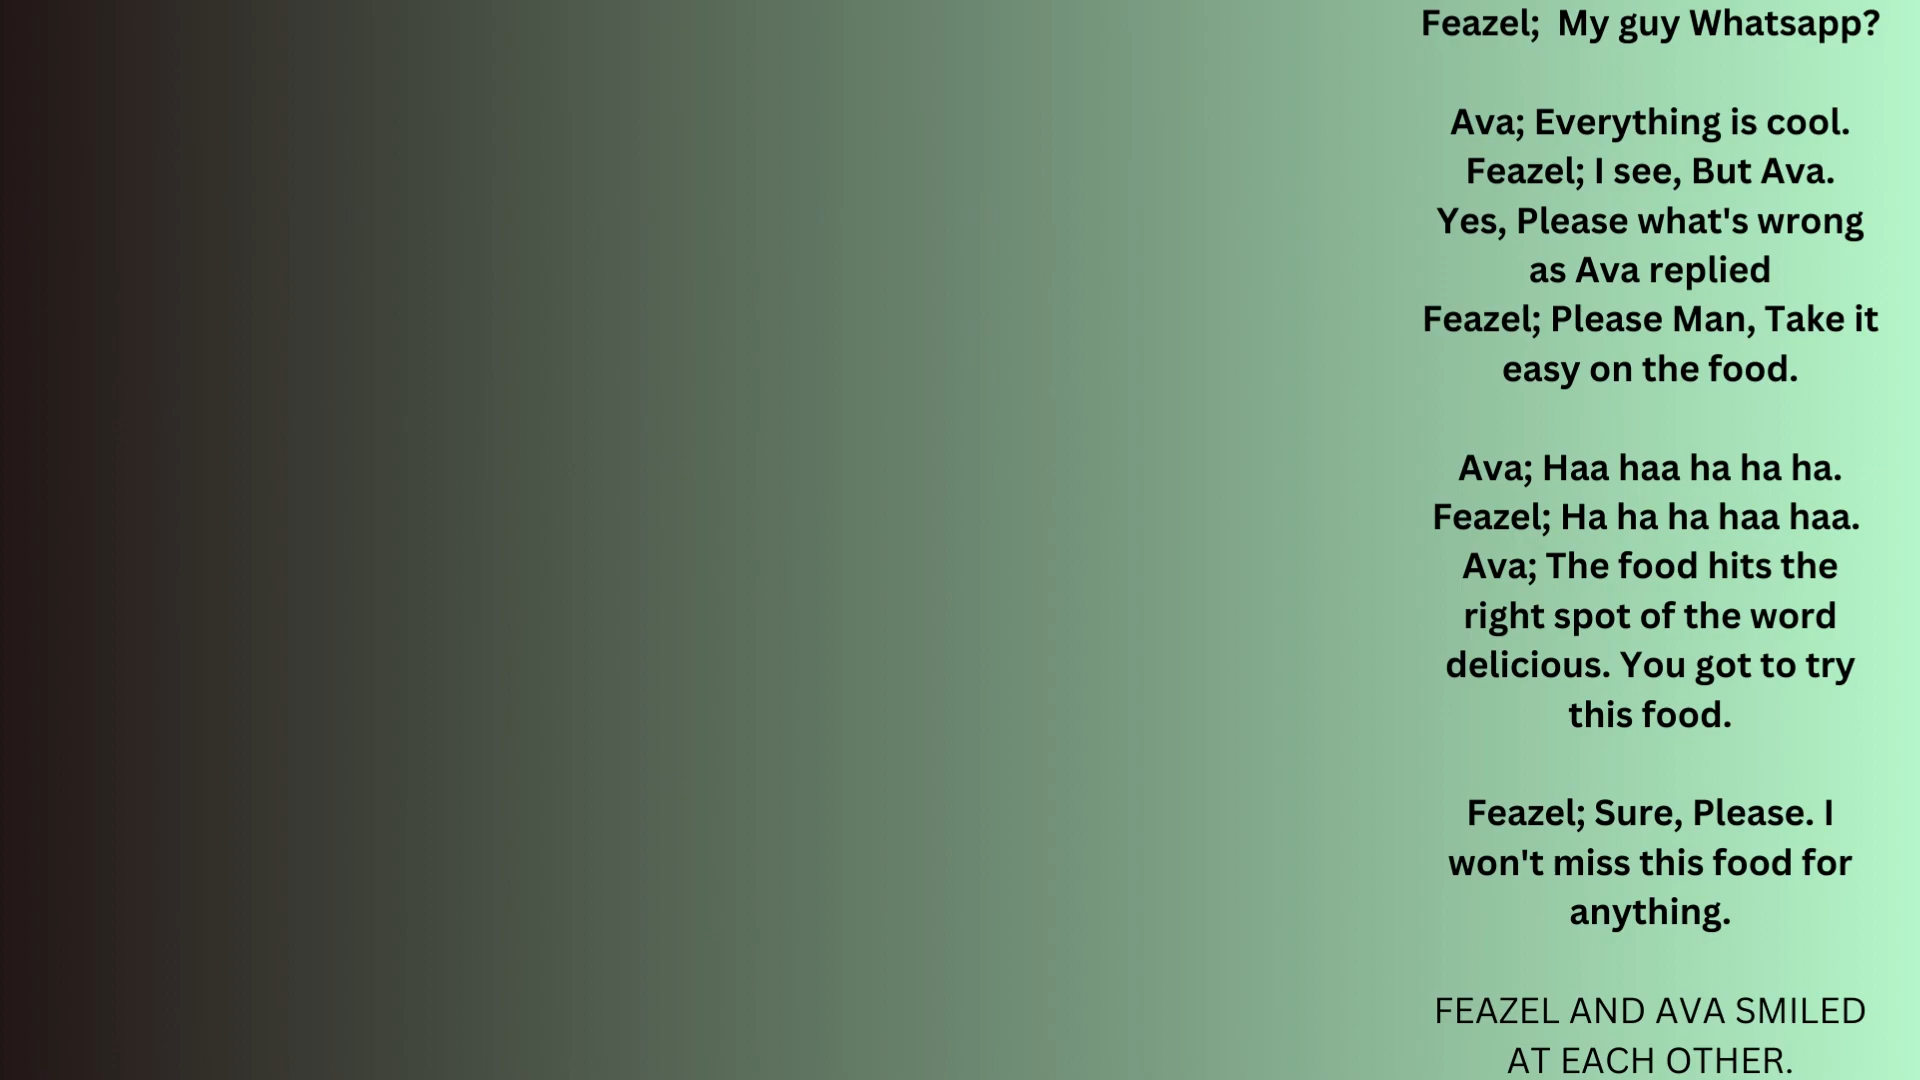 Feazel;  My guy Whatsapp?
Ava; Everything is cool.
Feazel; I see, But Ava.
Yes, Please what's wrong
as Ava replied
Feazel; Please Man, Take it
easy on the food.
Ava; Haa haa ha ha ha.
Feazel; Ha ha ha haa haa.
Ava; The food hits the
right spot of the word
delicious. You got to try
this food.
Feazel; Sure, Please. I
won't miss this food for
anything.
FEAZEL AND AVA SMILED
AT EACH OTHER.